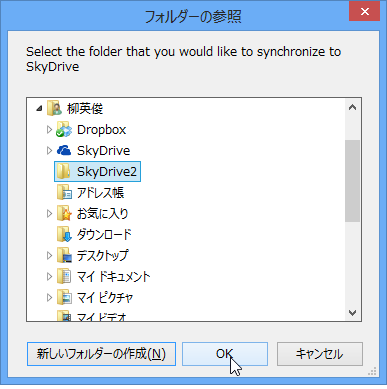 フォルダーの参照
Select the folder that you would like to synchronize to
SkyDrive
柳英俊
Dropbox
SkyDrive
SkyDrive2
アドレス帳
お気に入り
ダウンロード
デスクトップ
マイ ドキュメント
マイ ピクチャ
マイ ビデオ
新しいフォルダーの作成(N)
OK
キャンセル